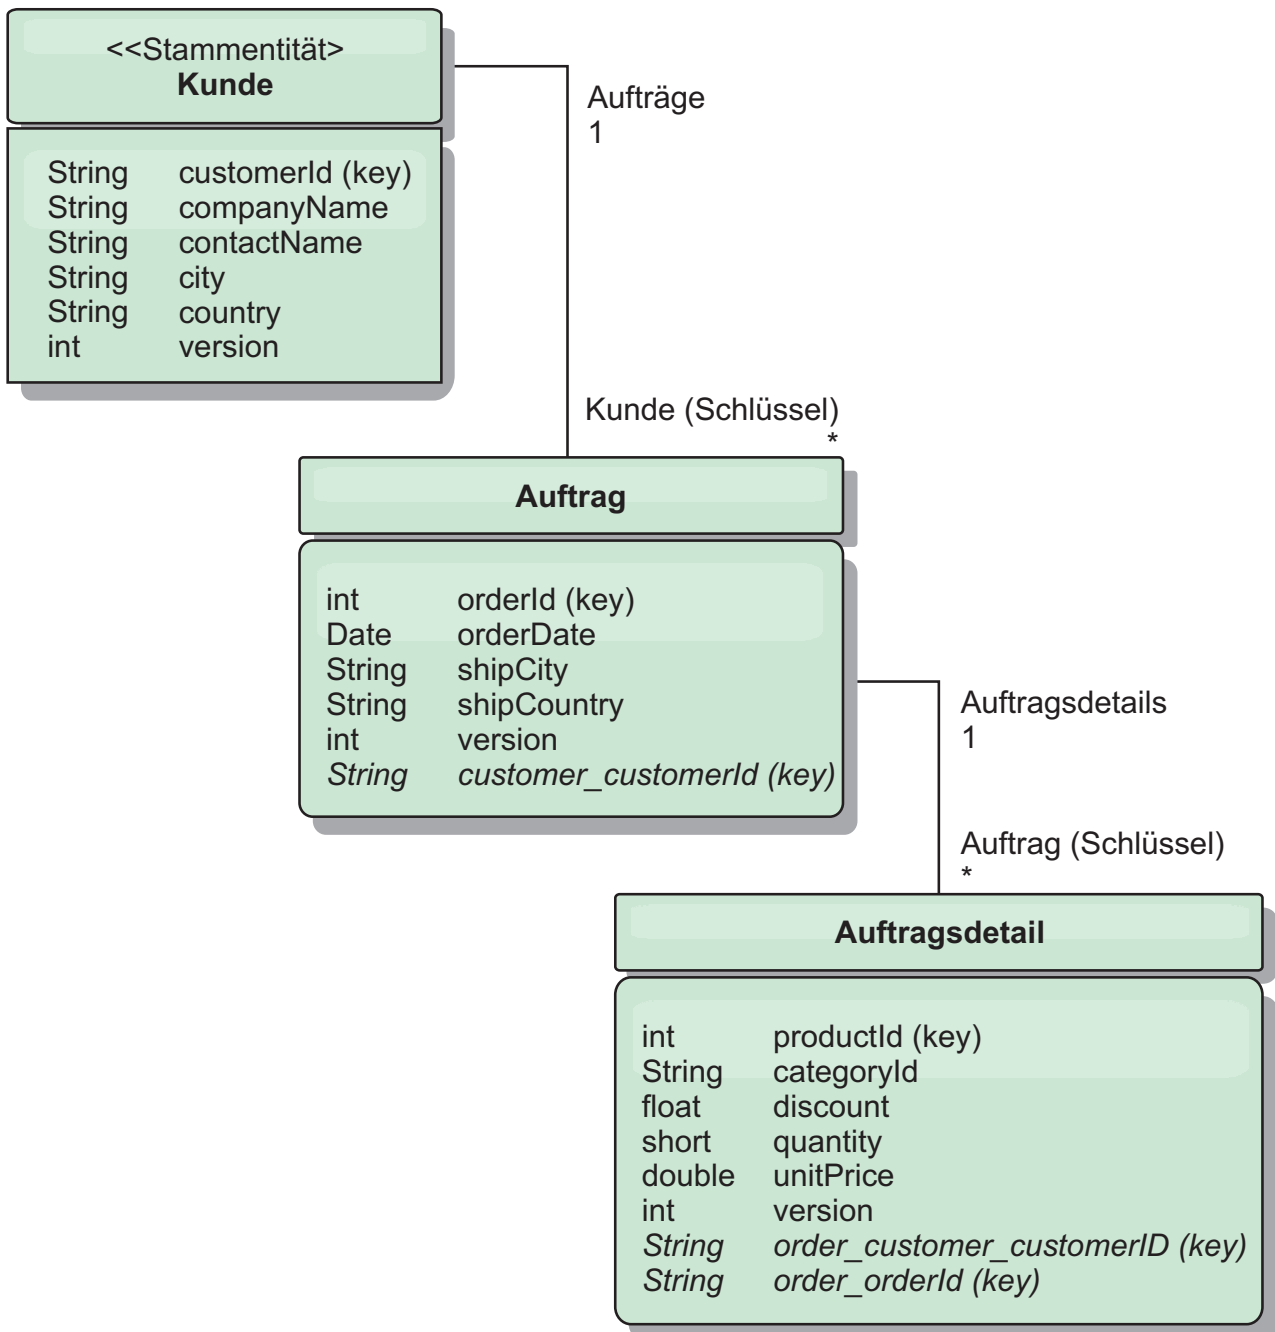 <<Stammentität>
Kunde
String customerId (key)
String companyName
String contactName
String city
String country
int version
Aufträge
1
Kunde (Schlüssel)
*
Auftrag
int orderId (key)
Date orderDate
String shipCity
String shipCountry
int version
String customer_customerId (key)
Auftragsdetails
1
Auftrag (Schlüssel)
*
Auftragsdetail
int productId (key)
String categoryId
float discount
short quantity
double unitPrice
int version
String order_customer_customerID (key)
String order_orderId (key)